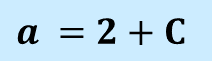 a = 2 + C